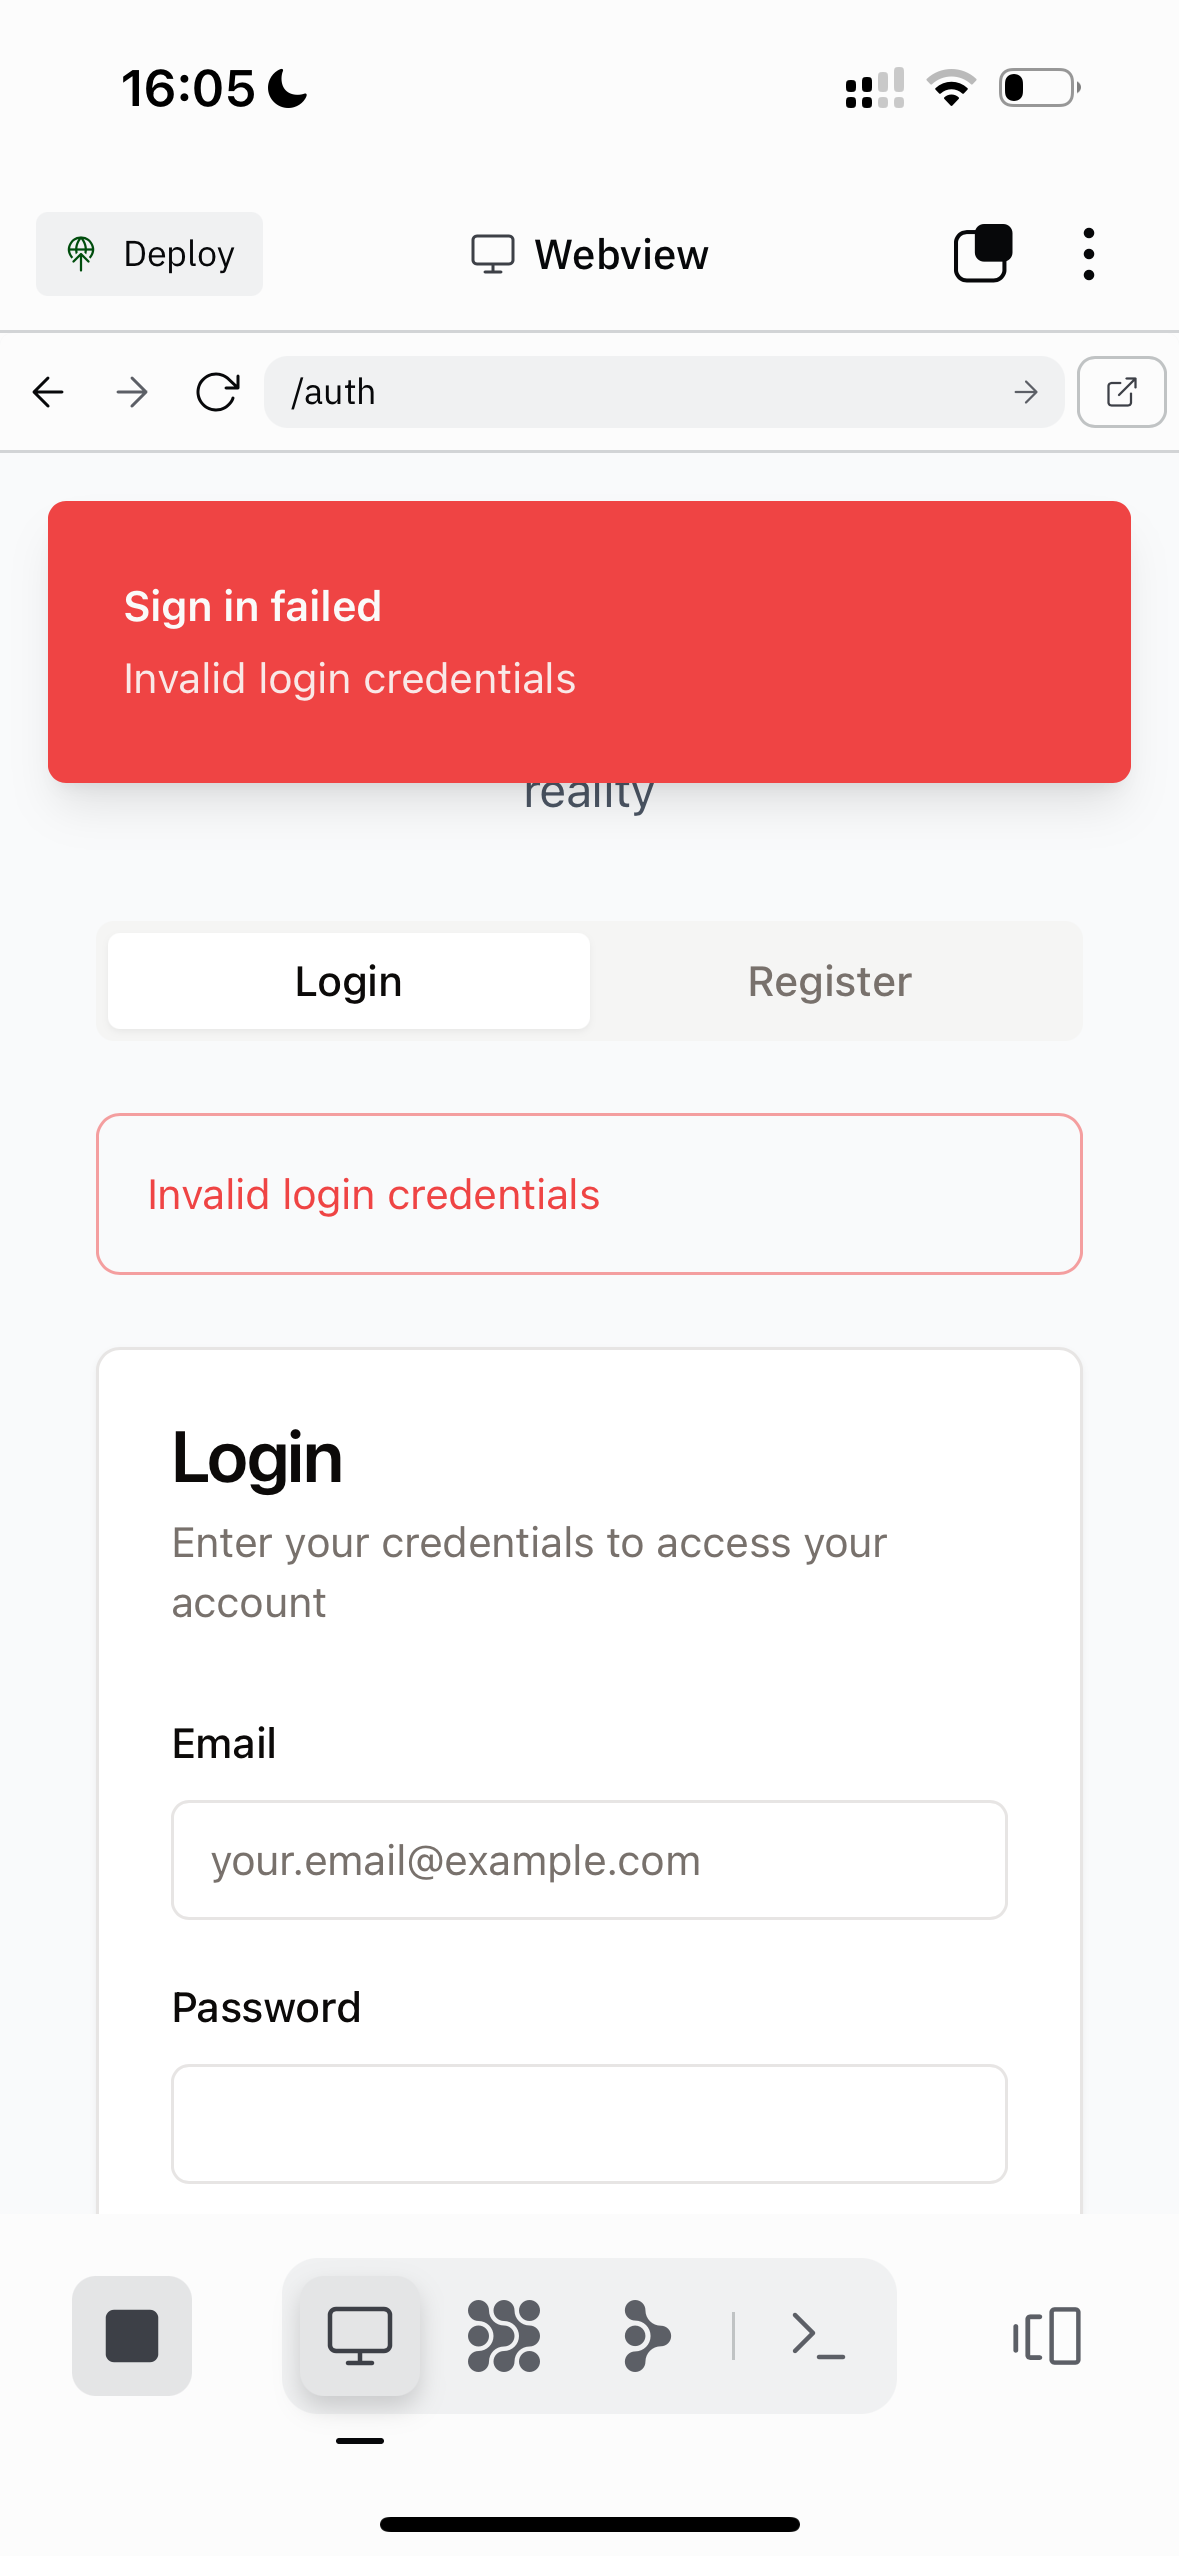 16:05
Deploy
Webview
/auth
Sign in failed
Invalid login credentials
reality
Login
Register
Invalid login credentials
Login
Enter your credentials to access your
account
Email
your.email@example.com
Password